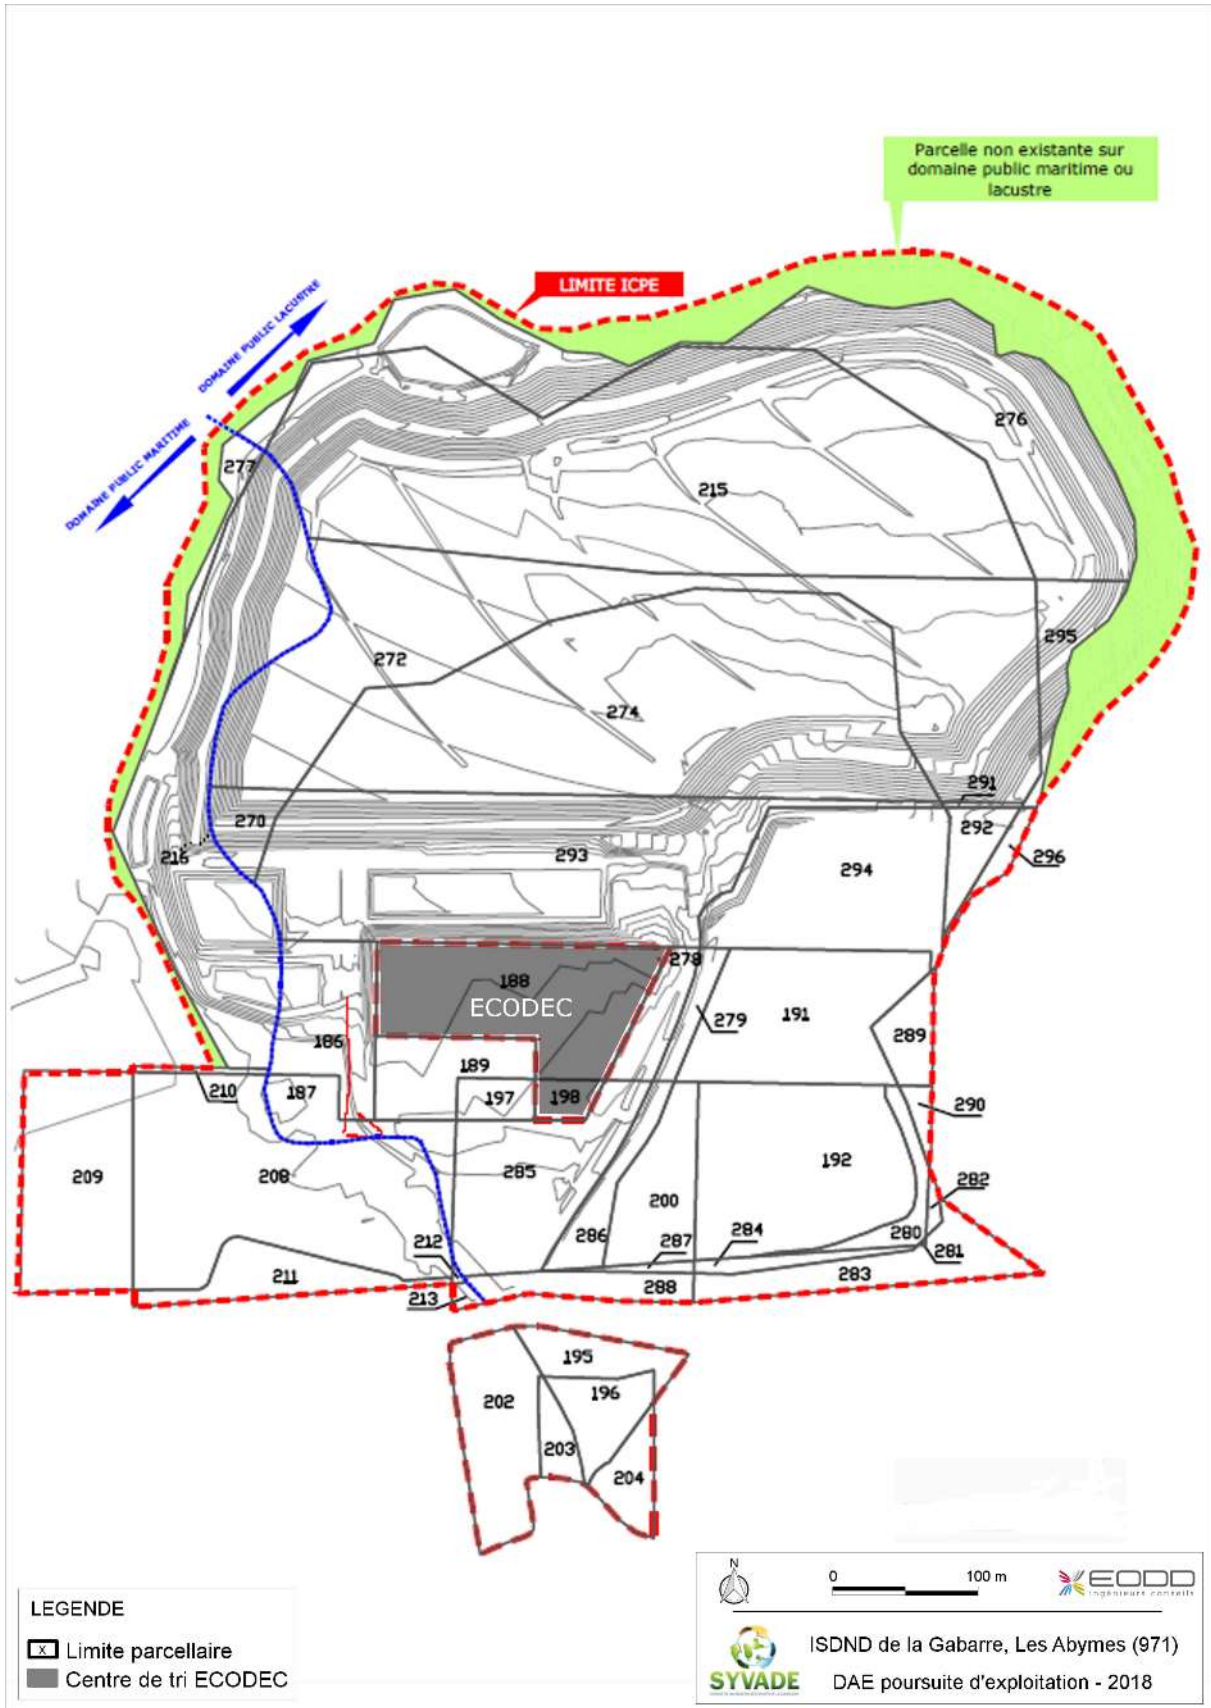 Parcelle non existante sur
domaine public maritime ou
lacustre
LIMITE ICPE
DOMAINE PUBLIC LACUSTRE
DOMAINE PUBLIC MARITIME
276
277
215
295
272
274
291
270
292
216
293
296
294
278
188
ECODEC
279
191
289
186
189
210
187
197
198
290
192
209
208
285
282
200
212
286
287
284
280
281
211
283
288
213
195
196
202
203
204
N
0 100 m
EODD
ingénieurs conseils
LEGENDE
X Limite parcellaire
Centre de tri ECODEC
SYVADE
ISDND de la Gabarre, Les Abymes (971)
DAE poursuite d'exploitation - 2018